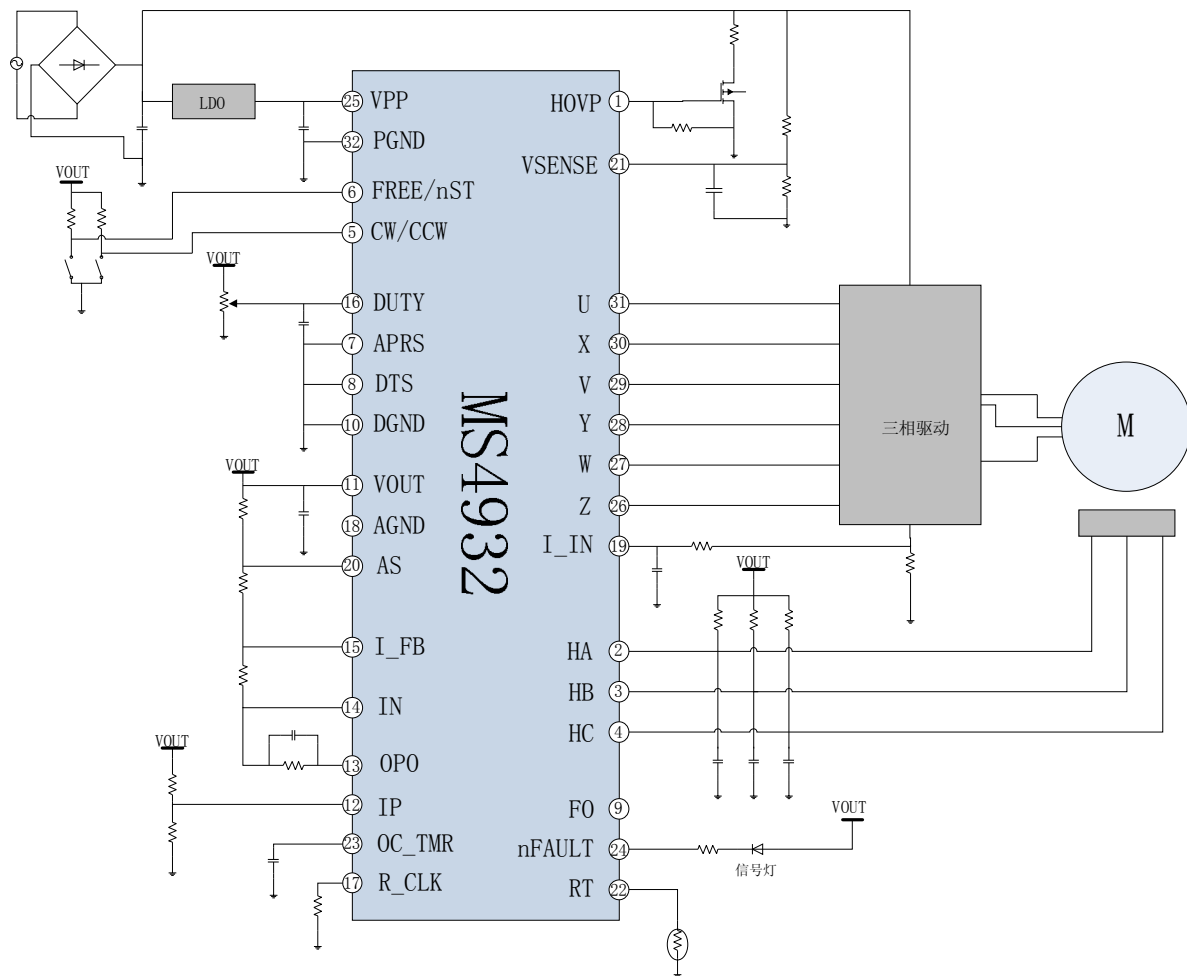 LDO
VOUT
VOUT
VOUT
VOUT
25 VPP
32 PGND
6 FREE/nST
5 CW/CCW
16 DUTY
7 APRS
8 DTS
10 DGND
11 VOUT
18 AGND
20 AS
15 I_FB
14 IN
13 OPO
12 IP
23 OC_TMR
17 R_CLK
MS4932
HOVP 1
VSENSE 21
U 31
X 30
V 29
Y 28
W 27
Z 26
I_IN 19
HA 2
HB 3
HC 4
FO 9
nFAULT 24
RT 22
三相驱动
M
VOUT
VOUT
信号灯